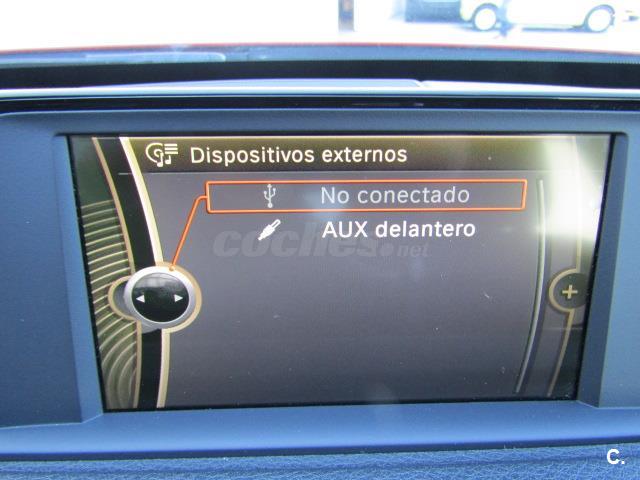 Dispositivos externos
No conectado
AUX delantero
coches.net
C.